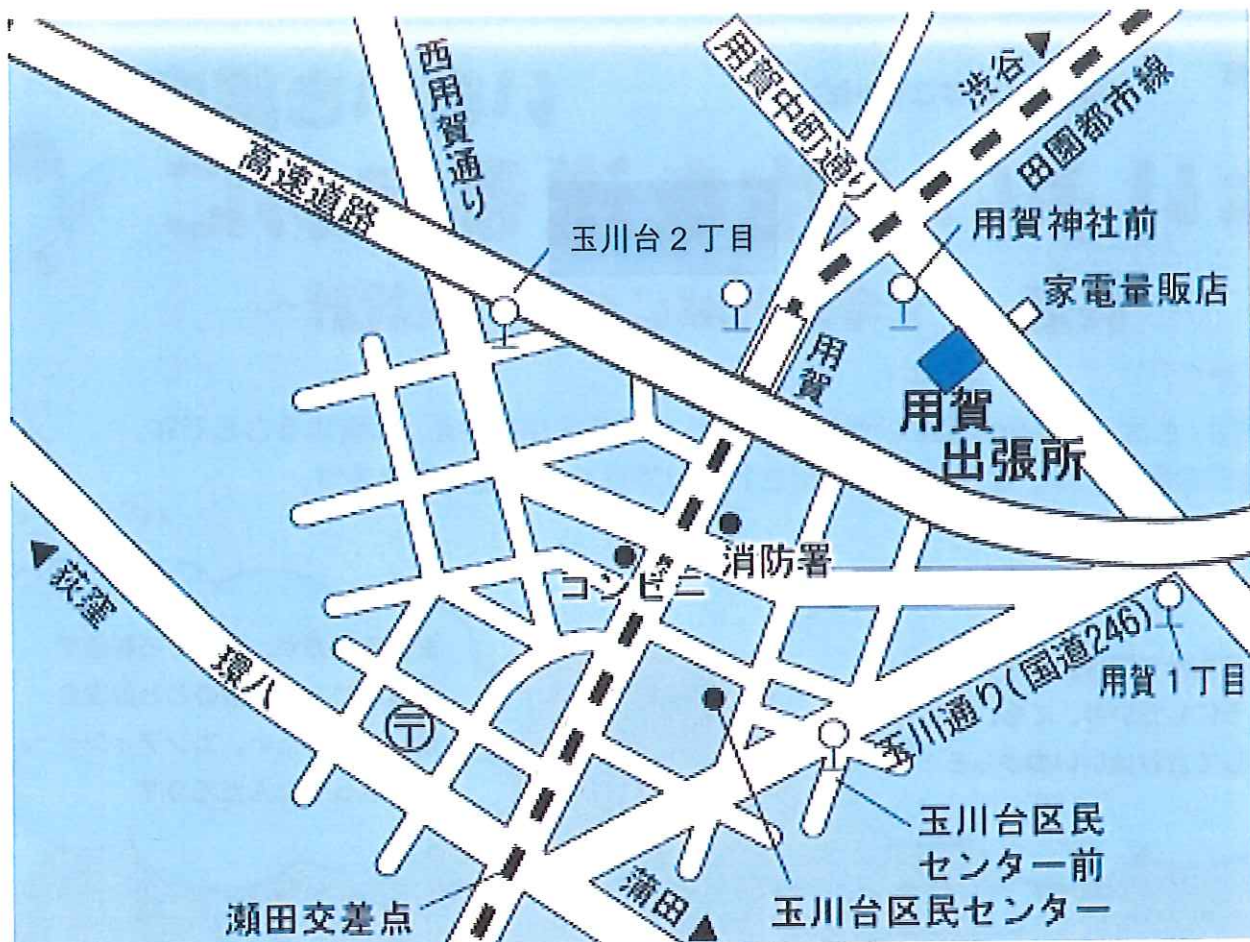 西用賀通り
用賀中町通り
渋谷▲
田園都市線
高速道路
玉川台2丁目
用賀神社前
家電量販店
用賀
用賀
出張所
消防署
コンビニ
▲荻窪
環八
〒
玉川通り(国道246)
用賀1丁目
玉川台区民
センター前
玉川台区民センター
蒲田▲
瀬田交差点